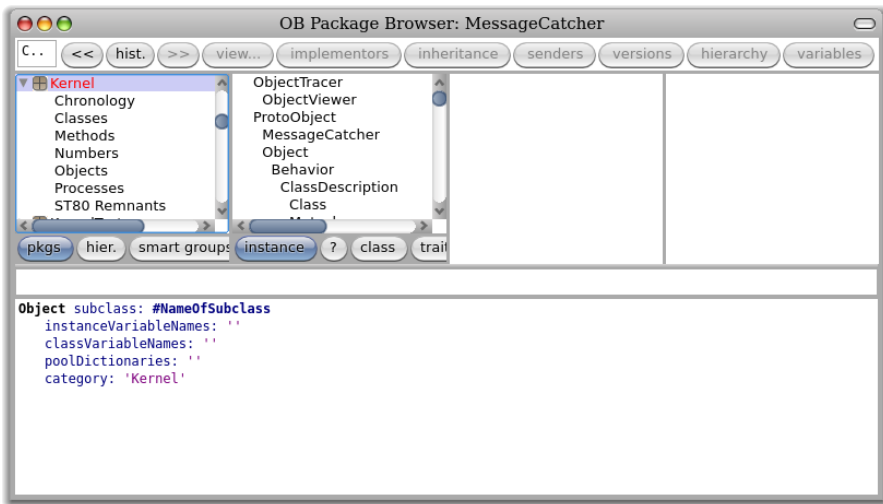 OB Package Browser: MessageCatcher
C.. << hist. >> view... implementors inheritance senders versions hierarchy variables
Kernel
Chronology
Classes
Methods
Numbers
Objects
Processes
ST80 Remnants
ObjectTracer
ObjectViewer
ProtoObject
MessageCatcher
Object
Behavior
ClassDescription
Class
pkgs hier. smart groups instance ? class trait
Object subclass: #NameOfSubclass
instanceVariableNames: ''
classVariableNames: ''
poolDictionaries: ''
category: 'Kernel'